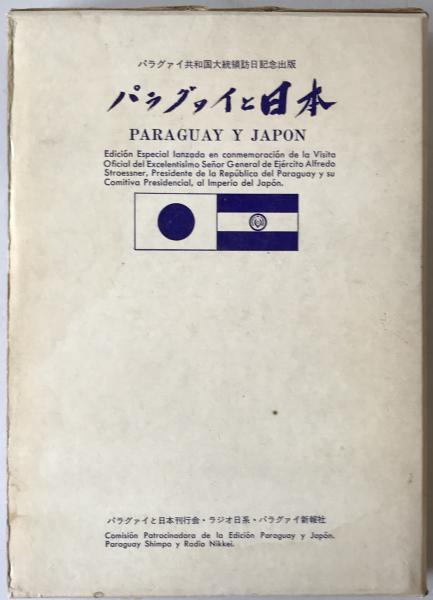 パラグァイ共和国大統領訪日記念出版
パラグァイと日本
PARAGUAY Y JAPON
Edición Especial lanzada en conmemoración de la Visita
Oficial del Excelentísimo Señor General de Ejército Alfredo
Stroessner, Presidente de la República del Paraguay y su
Comitiva Presidencial, al Imperio del Japón.
パラグァイと日本刊行会・ラジオ日系・パラグァイ新報社
Comisión Patrocinadora de la Edición Paraguay y Japón.
Paraguay Shimpo y Radio Nikkei.